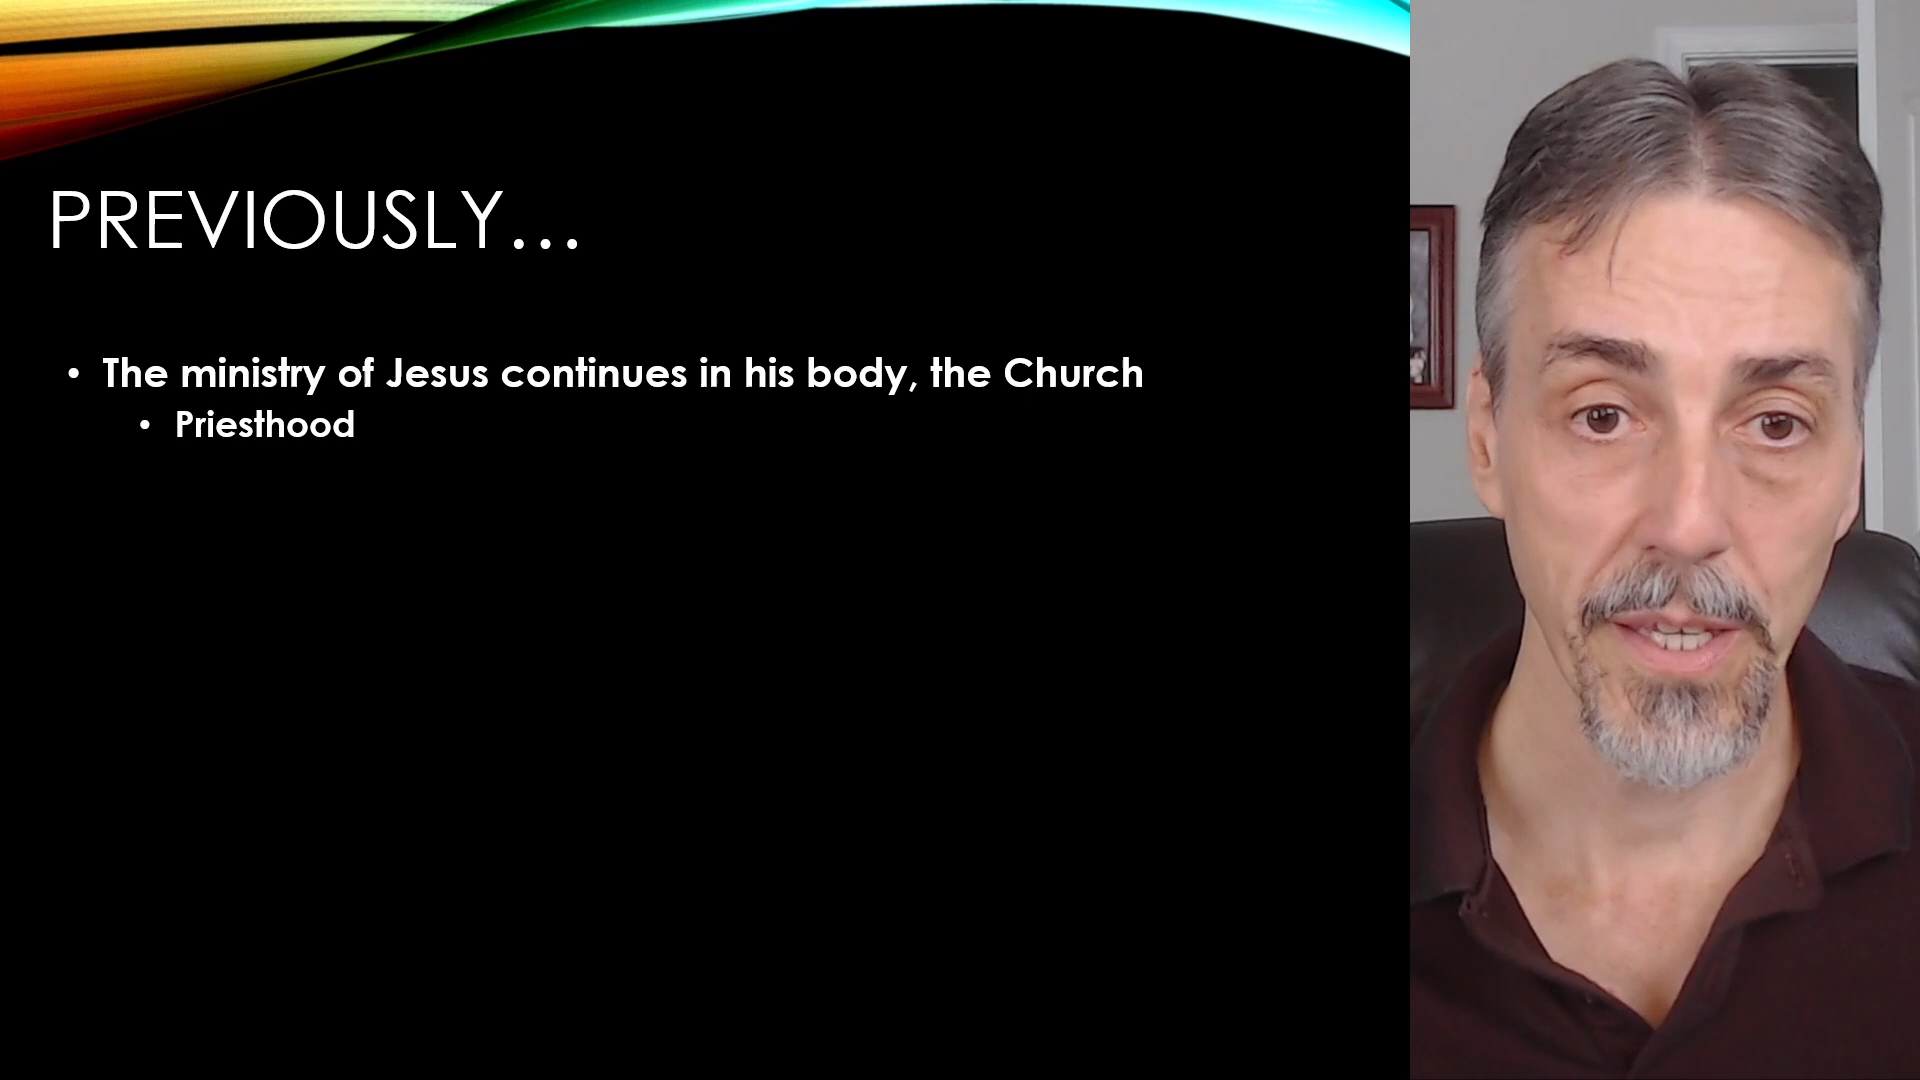 PREVIOUSLY...
• The ministry of Jesus continues in his body, the Church
• Priesthood